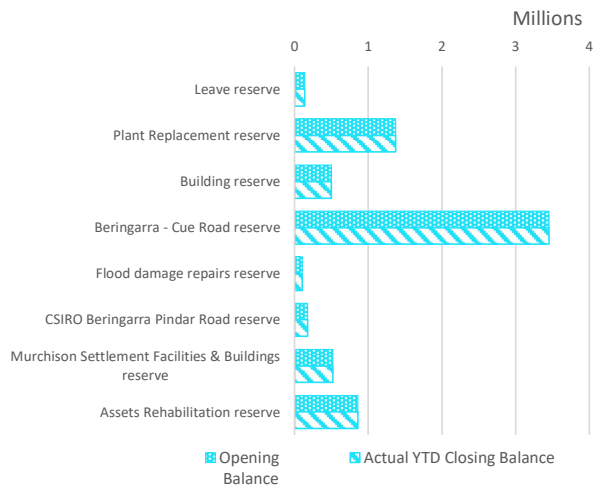 Millions
0 1 2 3 4
Leave reserve
Plant Replacement reserve
Building reserve
Beringarra - Cue Road reserve
Flood damage repairs reserve
CSIRO Beringarra Pindar Road reserve
Murchison Settlement Facilities & Buildings
reserve
Assets Rehabilitation reserve
Opening Actual YTD Closing Balance
Balance